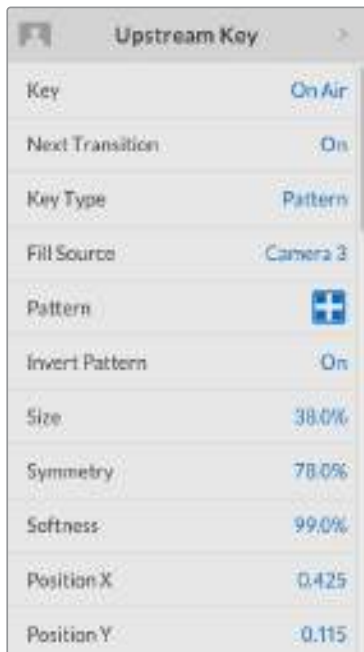 Upstream Key
Key On Air
Next Transition On
Key Type Pattern
Fill Source Camera 3
Pattern
Invert Pattern On
Size 38.0%
Symmetry 78.0%
Softness 99.0%
Position X 0.425
Position Y 0.115